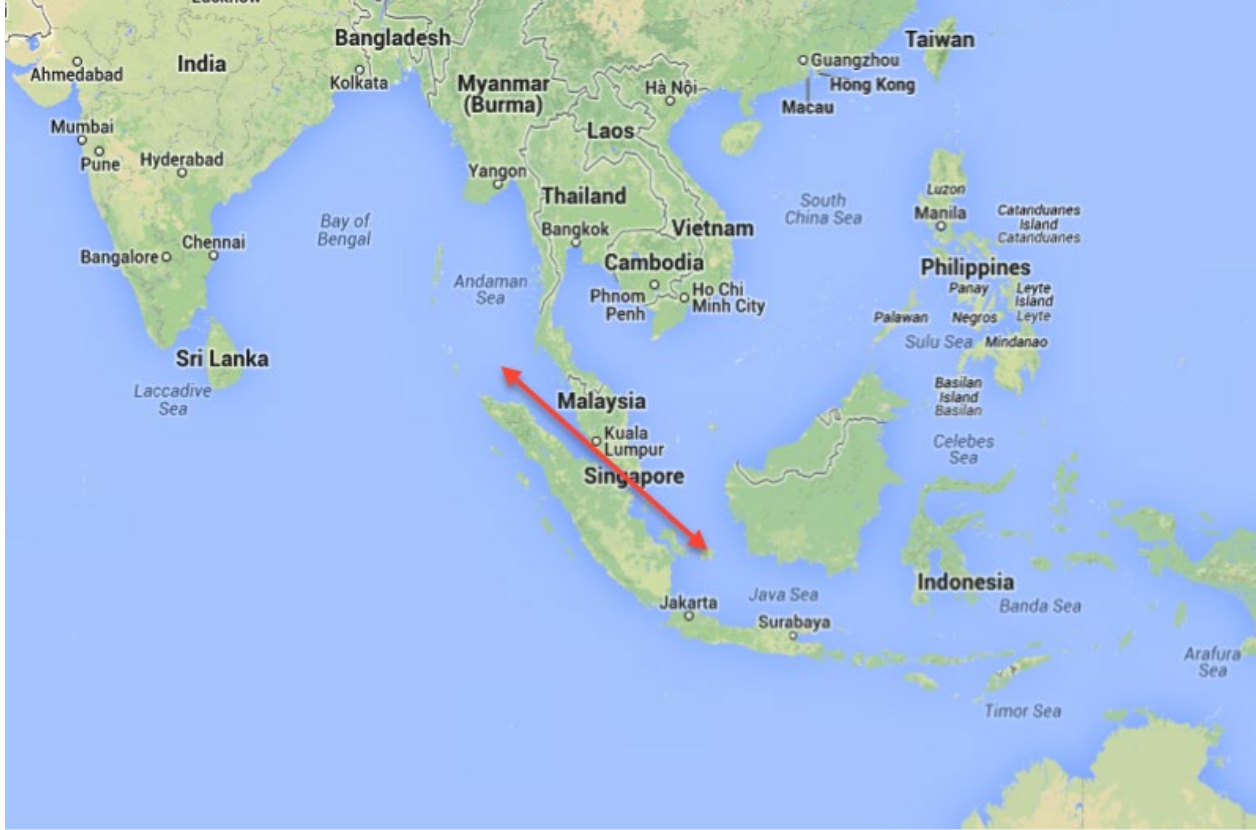 Bangladesh
Taiwan
India
Ahmedabad
Kolkata
Myanmar
(Burma)
Hà Nội
Guangzhou
Hong Kong
Macau
Mumbai
Pune
Hyderabad
Laos
Yangon
Thailand
Bay of
Bengal
South
China Sea
Luzon
Manila
Catanduanes
Island
Catanduanes
Bangkok
Vietnam
Bangalore
Chennai
Cambodia
Philippines
Andaman
Sea
Phnom
Penh
Ho Chi
Minh City
Panay
Leyte
Island
Leyte
Palawan
Negros
Sulu Sea
Mindanao
Sri Lanka
Laccadive
Sea
Malaysia
Basilan
Island
Basilan
Kuala
Lumpur
Celebes
Sea
Singapore
Indonesia
Jakarta
Java Sea
Banda Sea
Surabaya
Arafura
Sea
Timor Sea